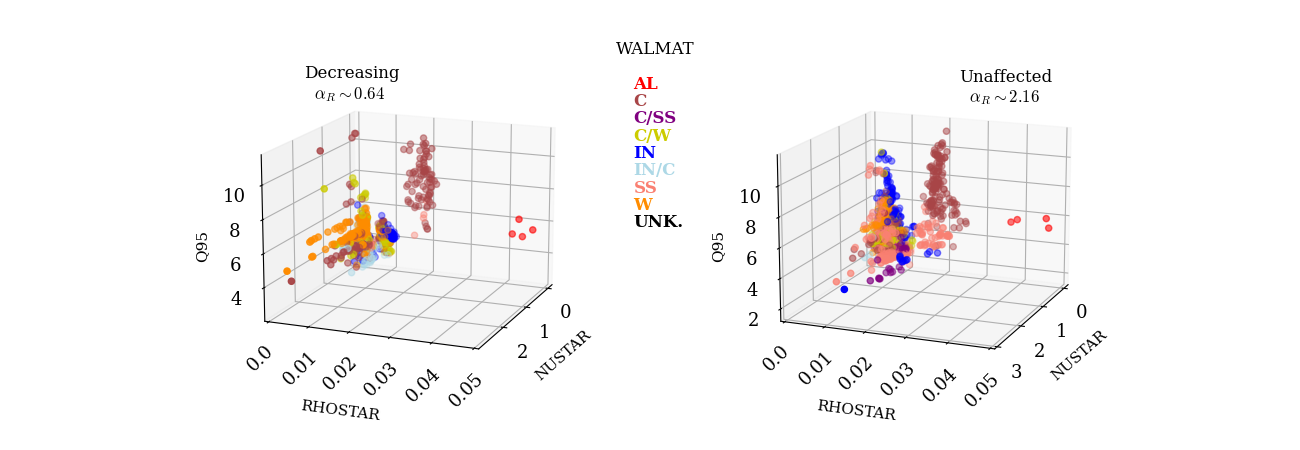 WALMAT
Decreasing
α_R ∼ 0.64
Unaffected
α_R ∼ 2.16
AL
C
C/SS
C/W
IN
IN/C
SS
W
UNK.
Q95
10
8
6
4
0.0
0.01
0.02
0.03
0.04
0.05
RHOSTAR
0
1
2
NUSTAR
Q95
10
8
6
4
2
0.0
0.01
0.02
0.03
0.04
0.05
RHOSTAR
0
1
2
3
NUSTAR